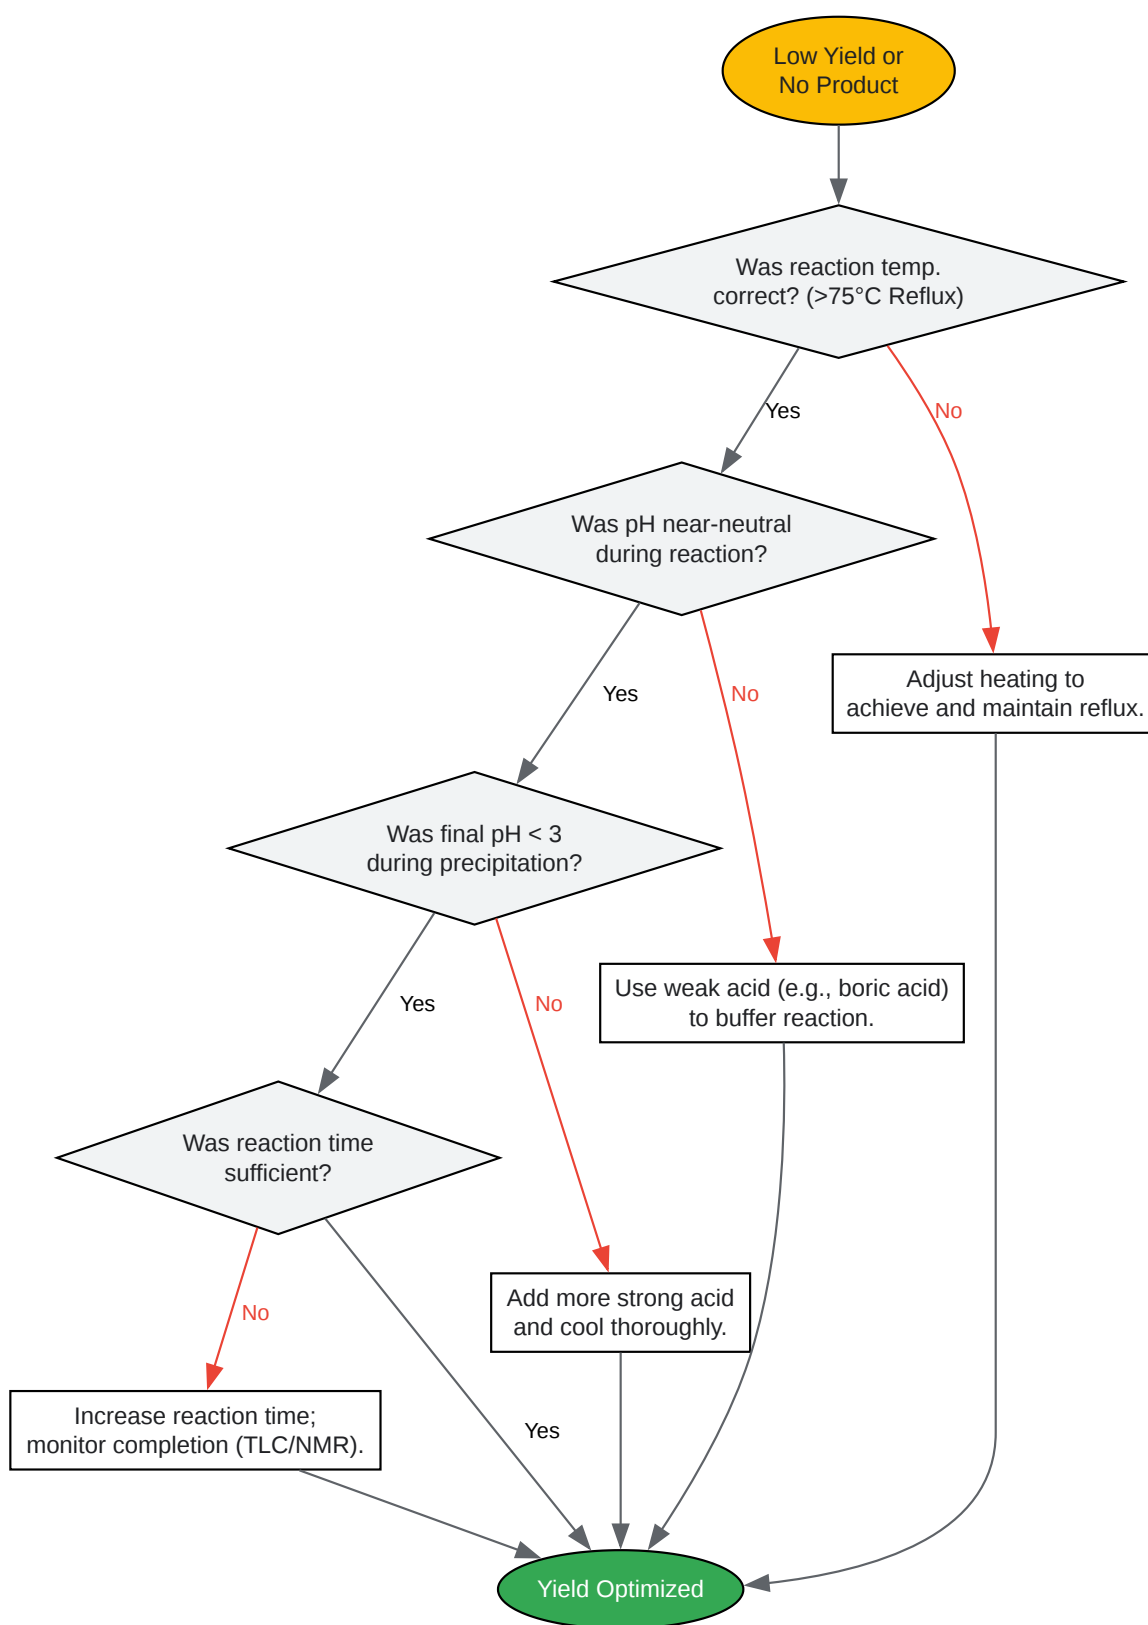 Low Yield or
No Product
Was reaction temp.
correct? (>75°C Reflux)
Yes
No
Was pH near-neutral
during reaction?
Yes
No
Adjust heating to
achieve and maintain reflux.
Was final pH < 3
during precipitation?
Yes
No
Use weak acid (e.g., boric acid)
to buffer reaction.
Was reaction time
sufficient?
No
Yes
Add more strong acid
and cool thoroughly.
Increase reaction time;
monitor completion (TLC/NMR).
Yield Optimized